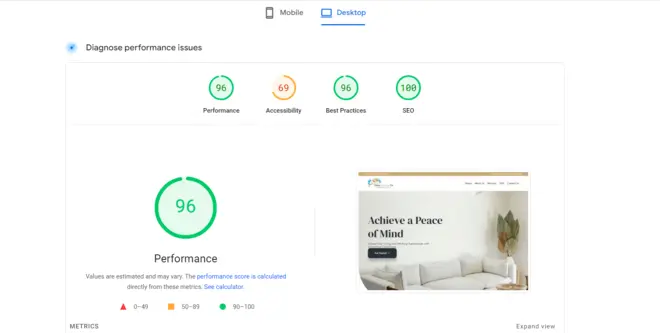 Mobile
Desktop
Diagnose performance issues
96
69
96
100
Performance
Accessibility
Best Practices
SEO
96
Performance
Values are estimated and may vary. The performance score is calculated
directly from these metrics. See calculator.
0–49
50–89
90–100
Achieve a Peace
of Mind
METRICS
Expand view